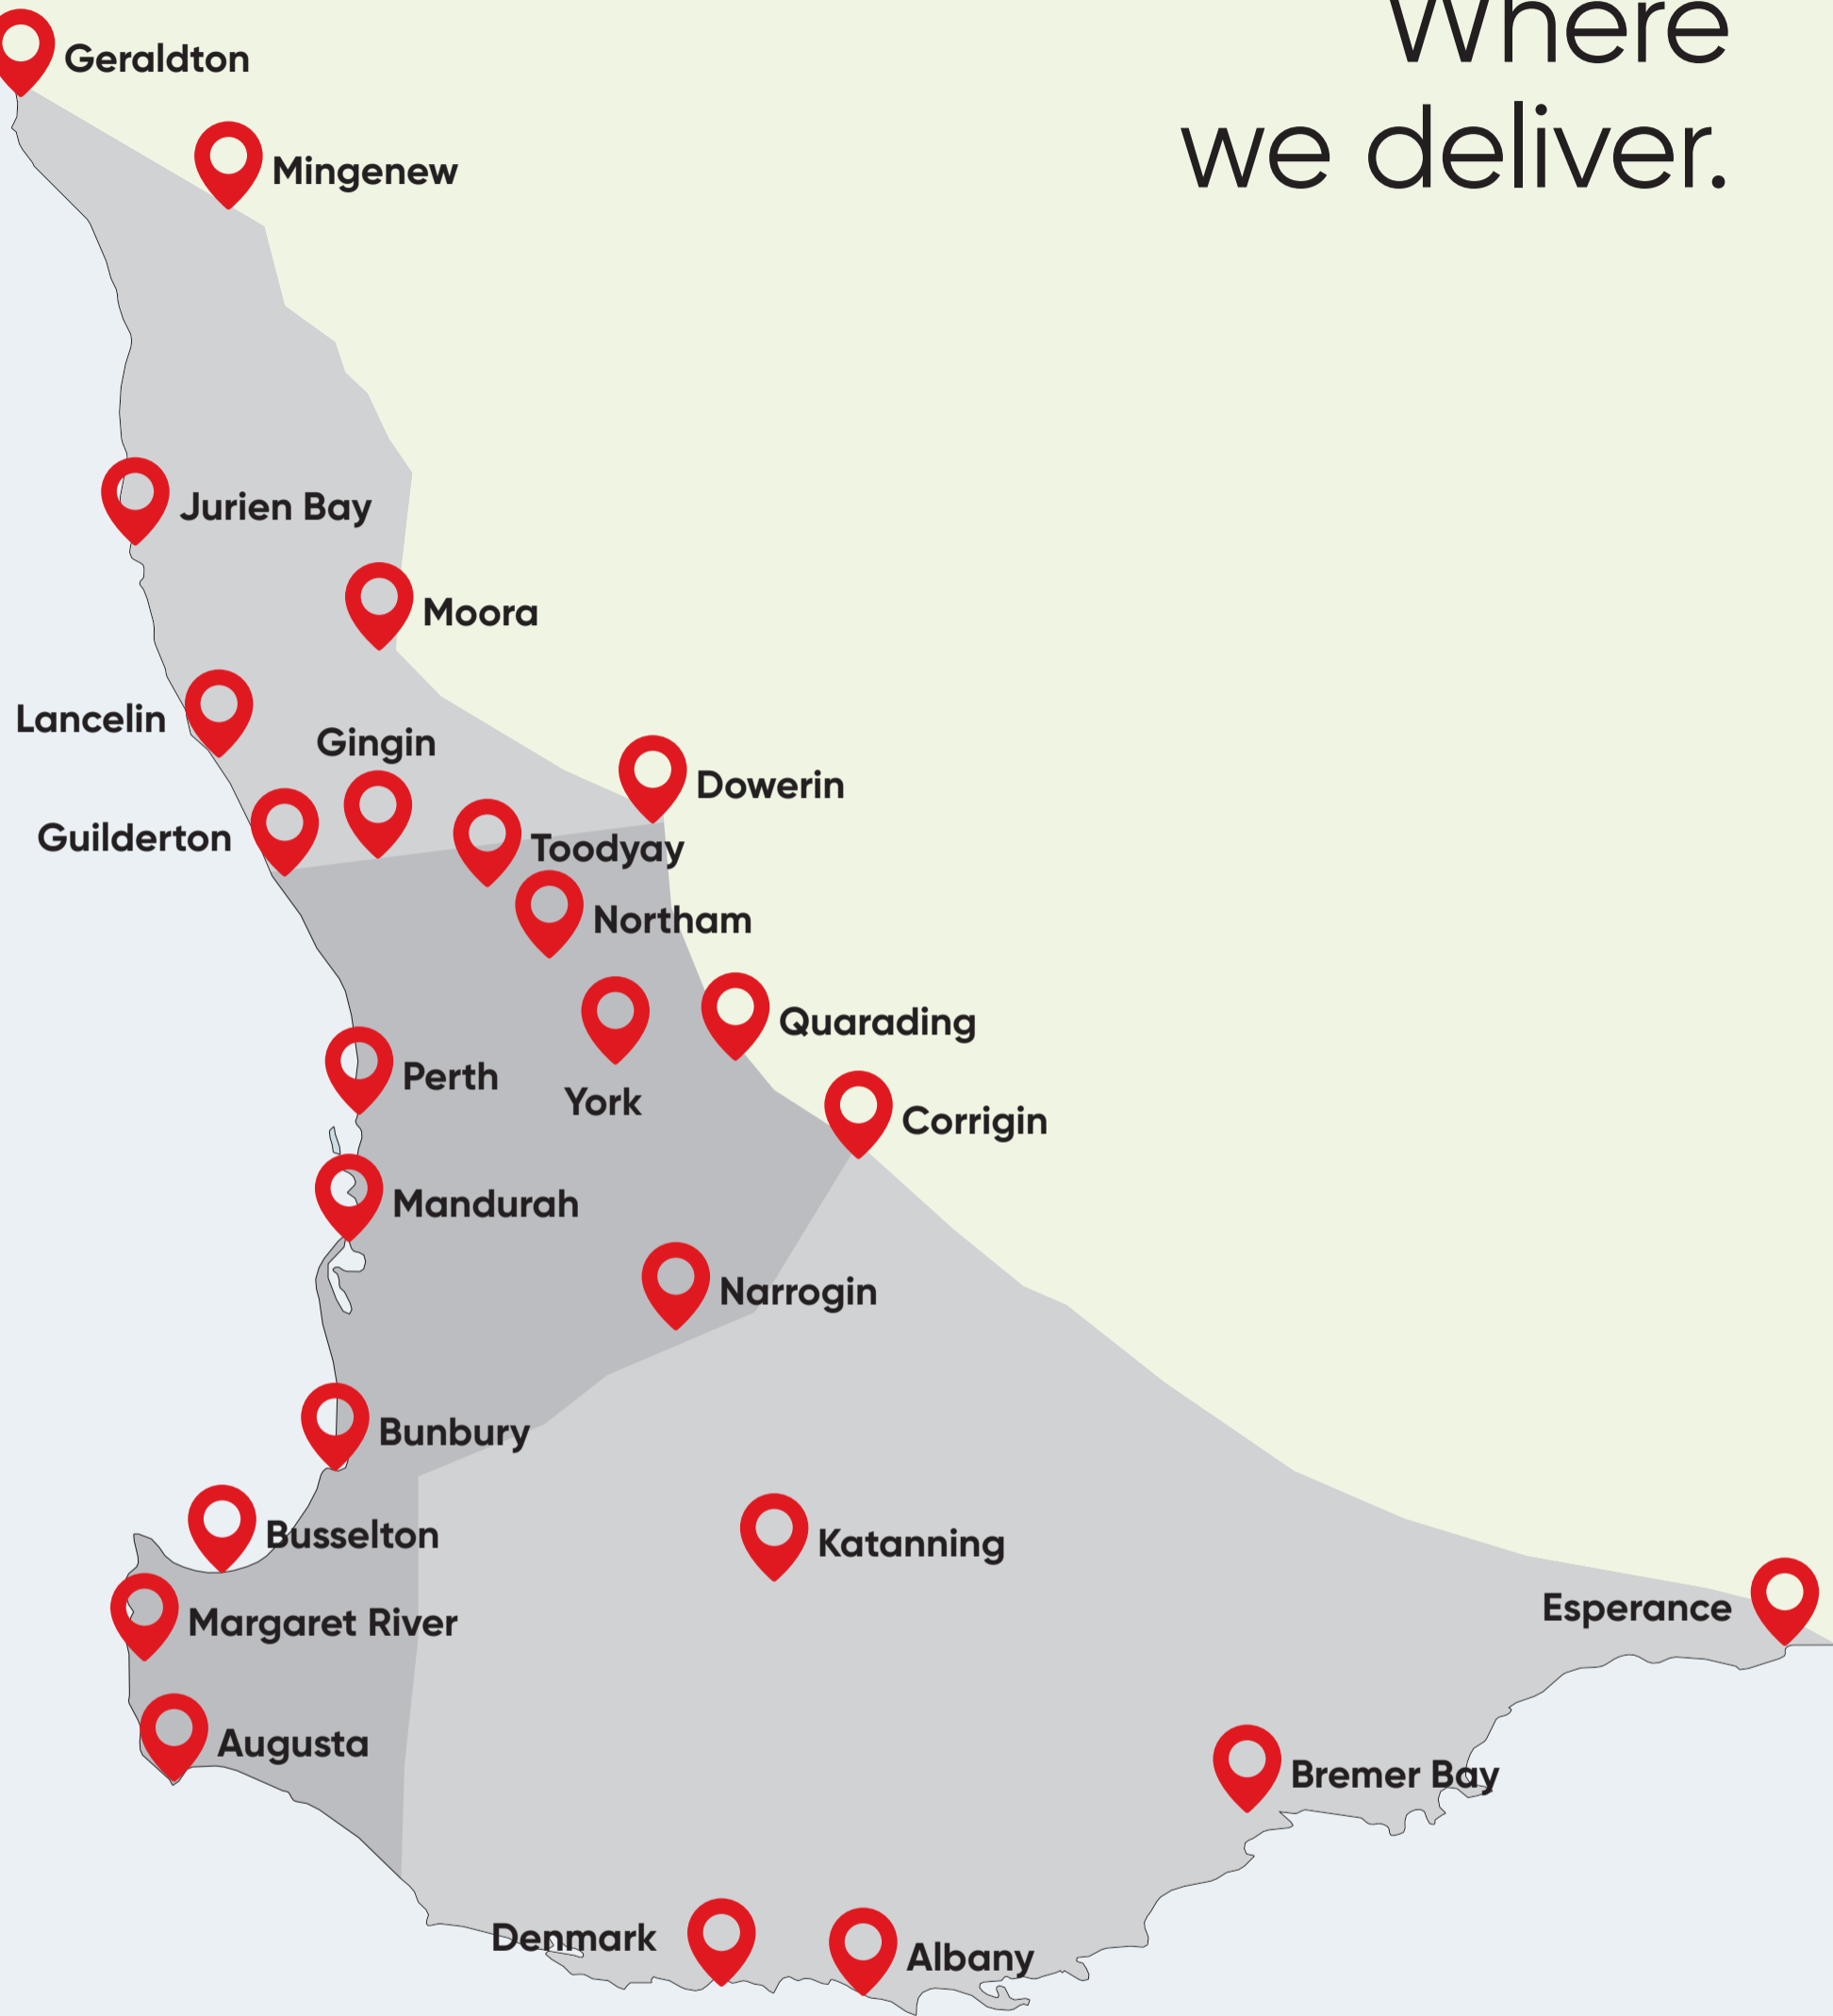 Where
we deliver.
Geraldton
Mingenew
Jurien Bay
Moora
Lancelin
Gingin
Dowerin
Guilderton
Toodyay
Northam
Quarading
Perth
York
Corrigin
Mandurah
Narrogin
Bunbury
Busselton
Katanning
Esperance
Margaret River
Augusta
Bremer Bay
Denmark
Albany